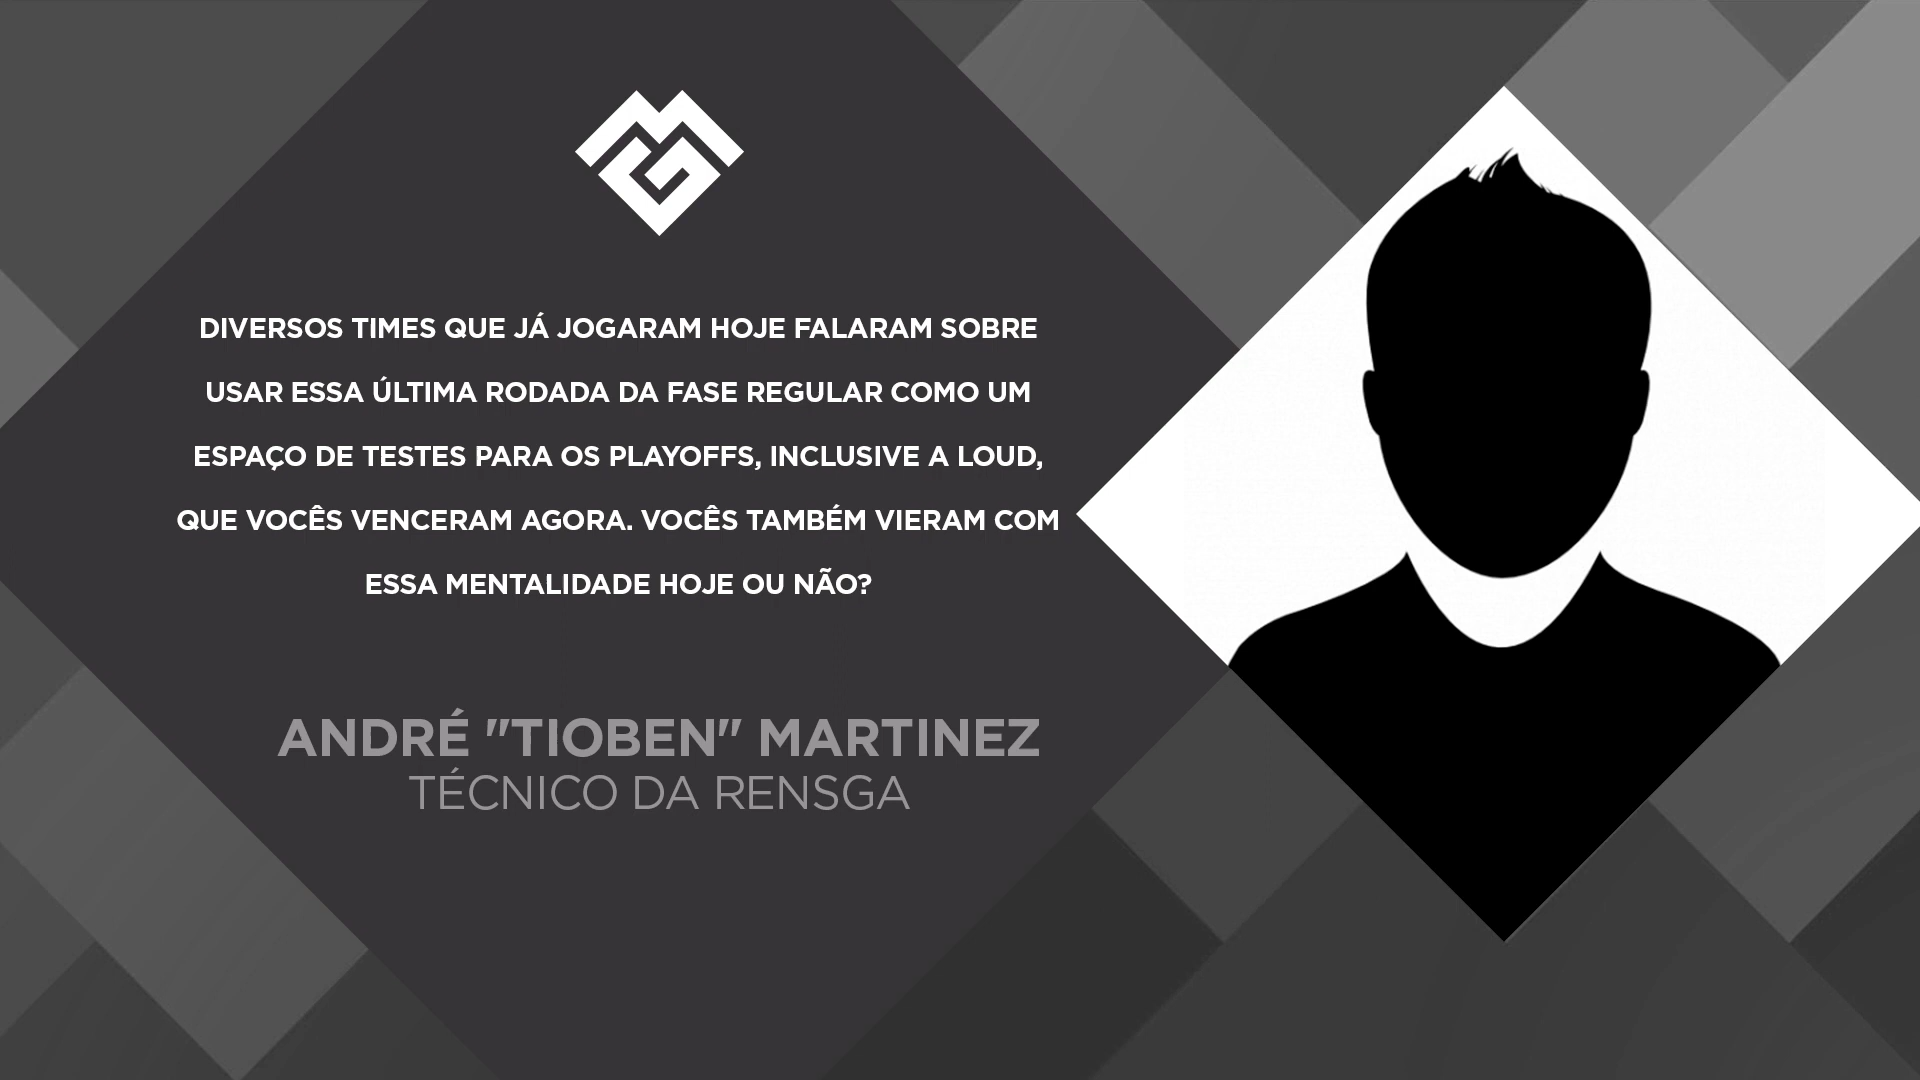 DIVERSOS TIMES QUE JÁ JOGARAM HOJE FALARAM SOBRE
USAR ESSA ÚLTIMA RODADA DA FASE REGULAR COMO UM
ESPAÇO DE TESTES PARA OS PLAYOFFS, INCLUSIVE A LOUD,
QUE VOCÊS VENCERAM AGORA. VOCÊS TAMBÉM VIERAM COM
ESSA MENTALIDADE HOJE OU NÃO?
ANDRÉ "TIOBEN" MARTINEZ
TÉCNICO DA RENSGA